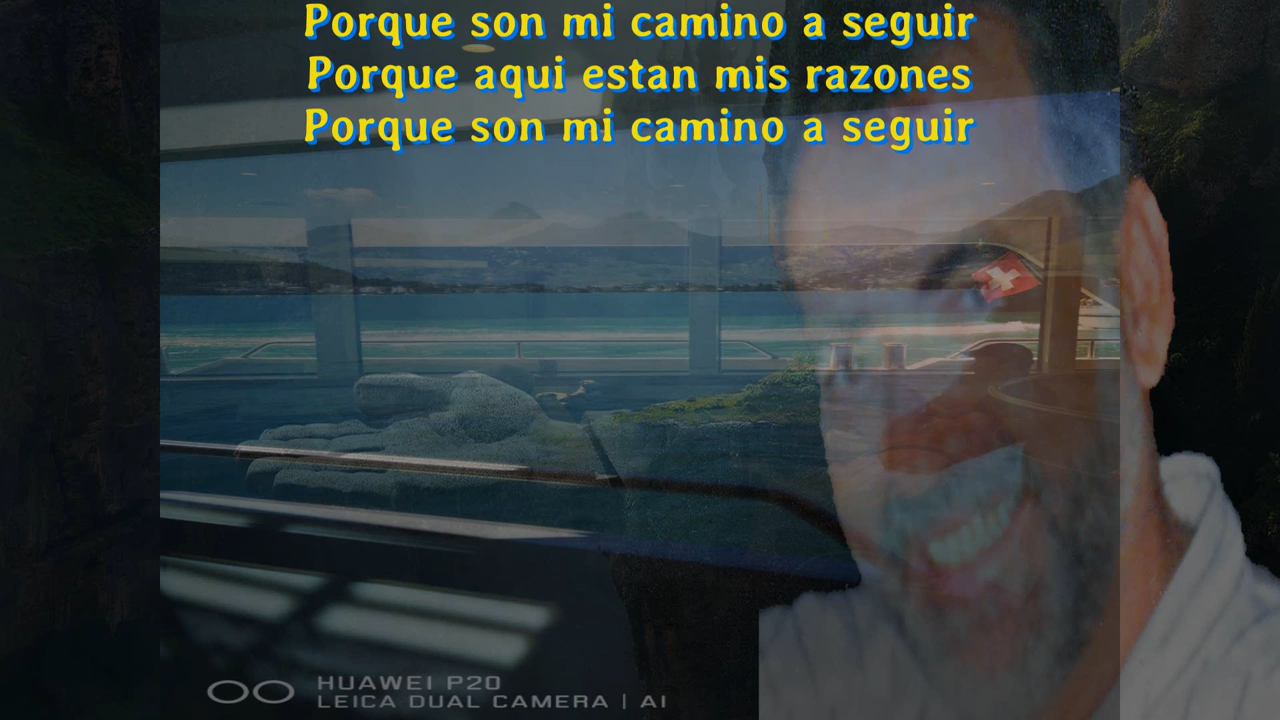 Porque son mi camino a seguir
Porque aqui estan mis razones
Porque son mi camino a seguir
HUAWEI P20
LEICA DUAL CAMERA | AI